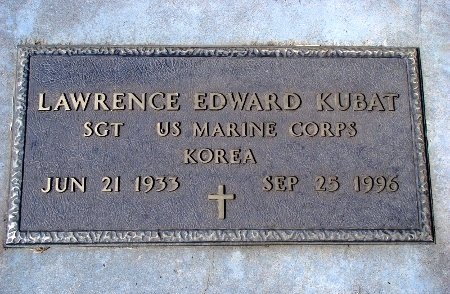 LAWRENCE EDWARD KUBAT
SGT US MARINE CORPS
KOREA
JUN 21 1933 SEP 25 1996